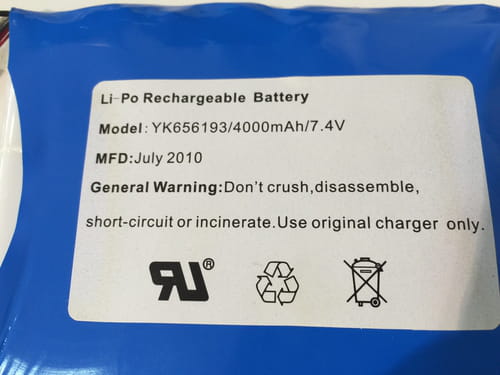 Li-Po Rechargeable Battery
Model: YK656193/4000mAh/7.4V
MFD:July 2010
General Warning:Don't crush,disassemble,
short-circuit or incinerate.Use original charger only.
RU®